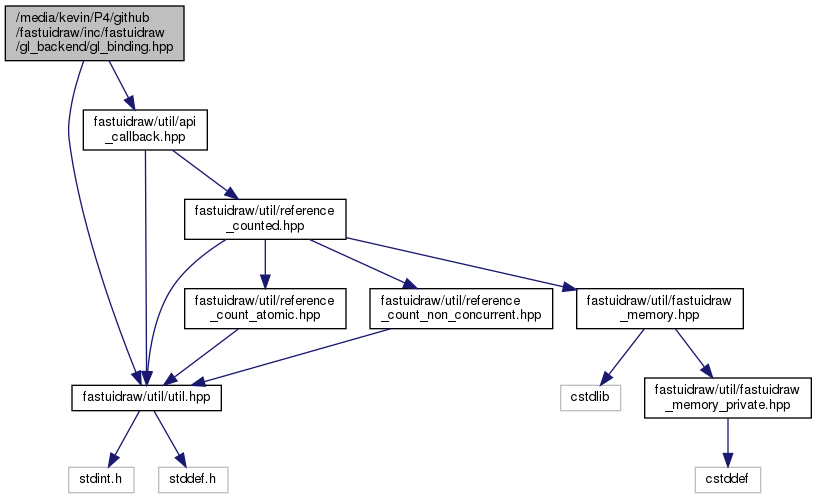 /media/kevin/P4/github
/fastuidraw/inc/fastuidraw
/gl_backend/gl_binding.hpp
fastuidraw/util/api
_callback.hpp
fastuidraw/util/reference
_counted.hpp
fastuidraw/util/reference
_count_atomic.hpp
fastuidraw/util/reference
_count_non_concurrent.hpp
fastuidraw/util/fastuidraw
_memory.hpp
fastuidraw/util/util.hpp
cstdlib
fastuidraw/util/fastuidraw
_memory_private.hpp
stdint.h
stddef.h
cstddef